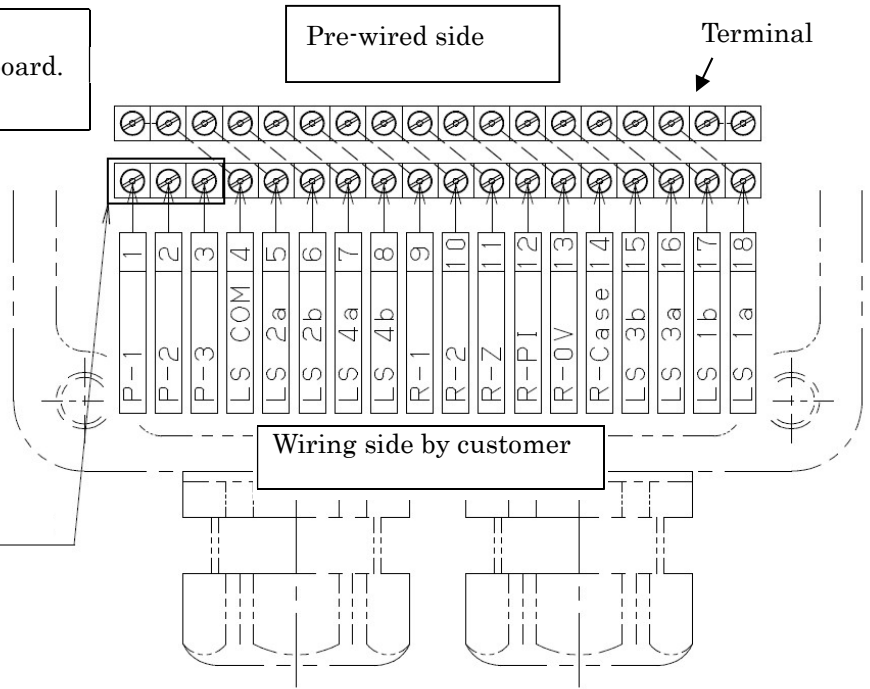 oard.
Pre-wired side
Terminal
P-1 1
P-2 2
P-3 3
LS COM 4
LS 2a 5
LS 2b 6
LS 4a 7
LS 4b 8
R-1 9
R-2 10
R-Z 11
R-PI 12
R-OV 13
R-Case 14
LS 3b 15
LS 3a 16
LS 1b 17
LS 1a 18
Wiring side by customer